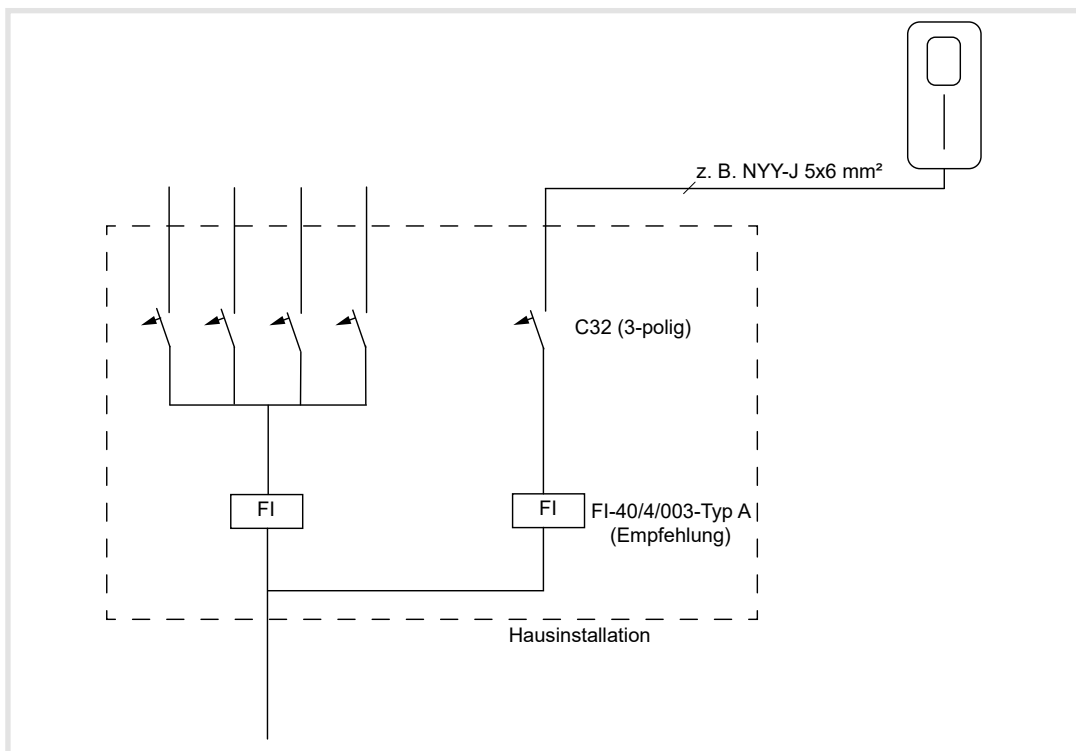 z. B. NYY-J 5x6 mm²
C32 (3-polig)
FI
FI
FI-40/4/003-Typ A
(Empfehlung)
Hausinstallation